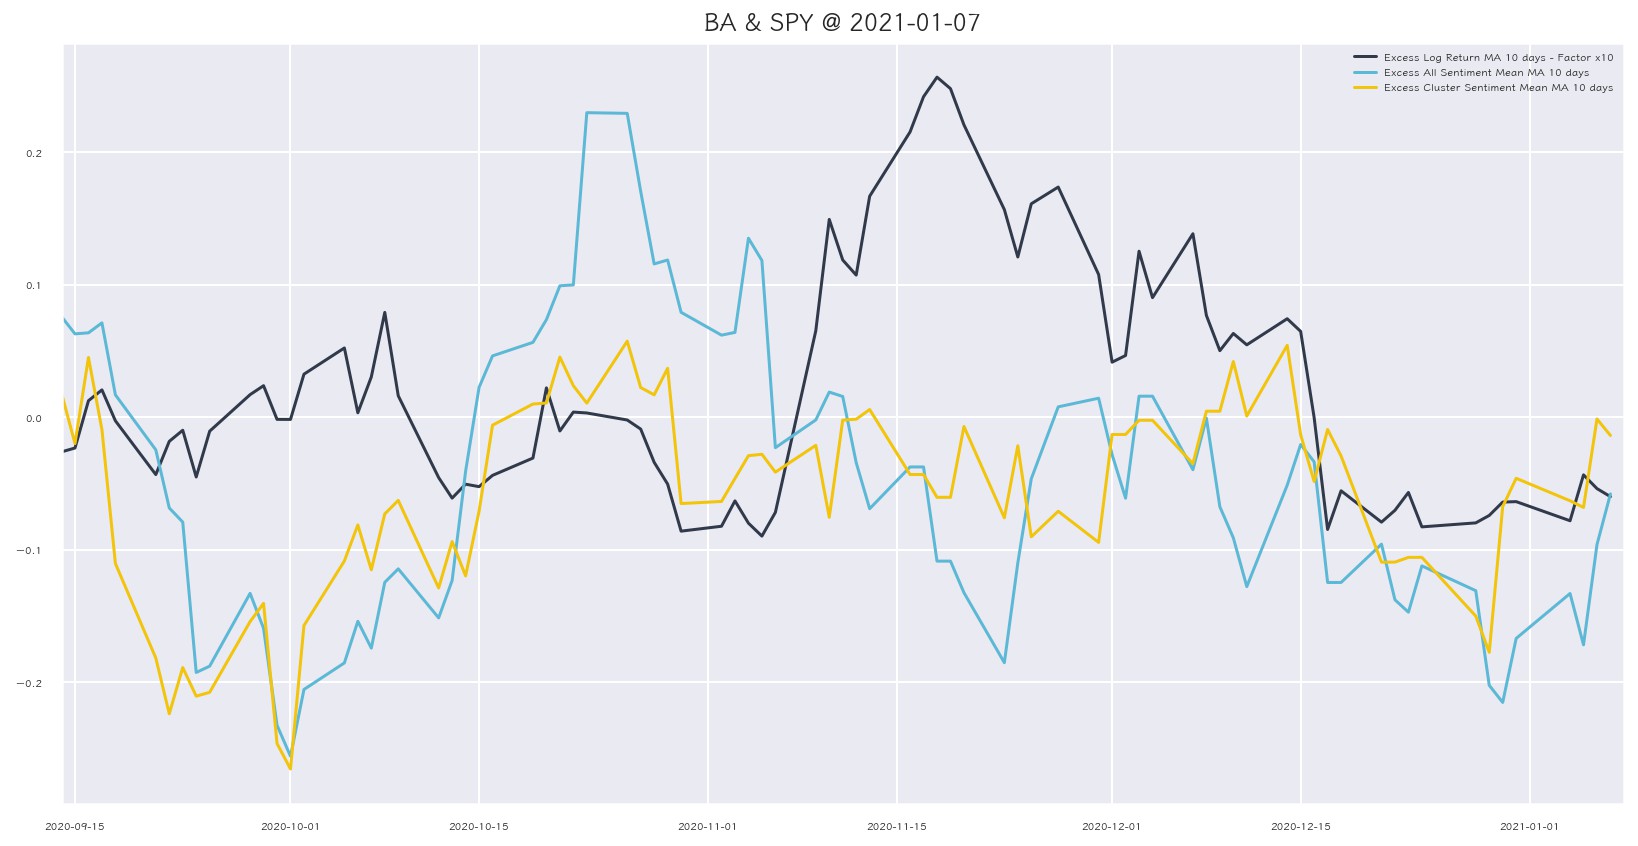 BA & SPY @ 2021-01-07
Excess Log Return MA 10 days - Factor x10
Excess All Sentiment Mean MA 10 days
Excess Cluster Sentiment Mean MA 10 days
0.2
0.1
0.0
−0.1
−0.2
2020-09-15 2020-10-01 2020-10-15 2020-11-01 2020-11-15 2020-12-01 2020-12-15 2021-01-01